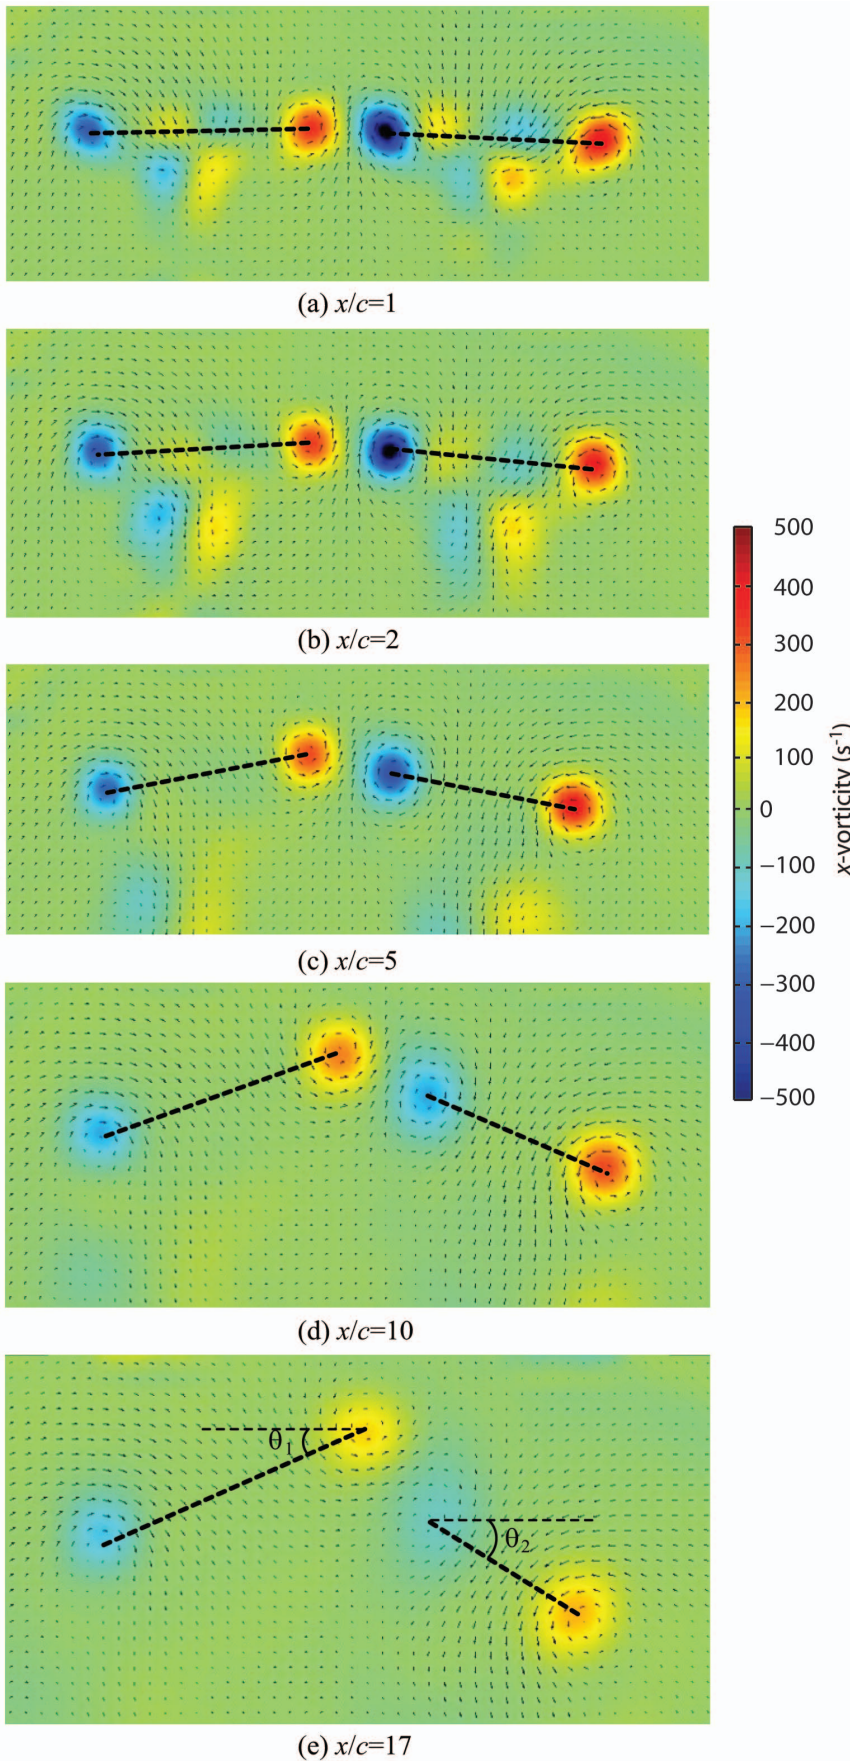 (a) x/c=1
(b) x/c=2
500
400
300
200
100
0
−100
−200
−300
−400
−500
x-vorticity (s⁻¹)
(c) x/c=5
(d) x/c=10
θ₁
θ₂
(e) x/c=17